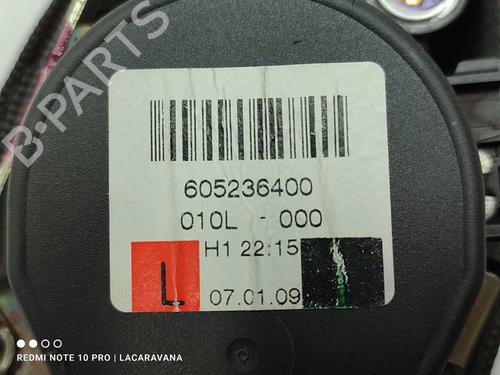 B-PARTS
605236400
010L - 000
H1 22:15
L 07.01.09
REDMI NOTE 10 PRO | LACARAVANA